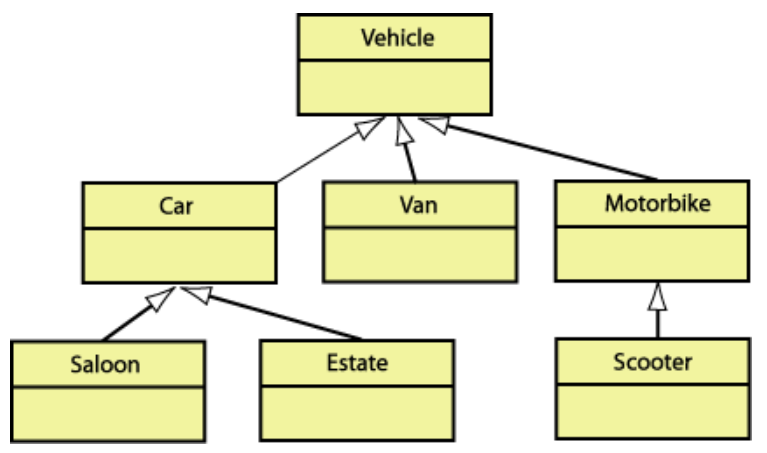 Vehicle
Car
Van
Motorbike
Saloon
Estate
Scooter